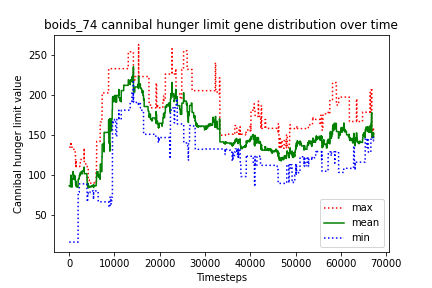 boids_74 cannibal hunger limit gene distribution over time
Cannibal hunger limit value
250
200
150
100
50
max
mean
min
0
10000
20000
30000
40000
50000
60000
70000
Timesteps